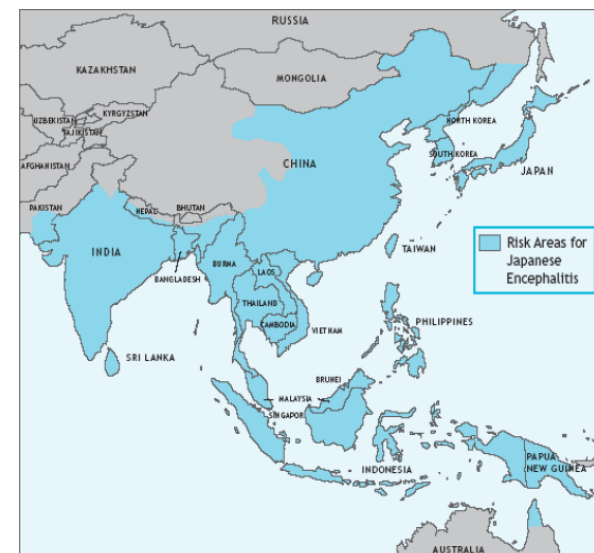 RUSSIA
KAZAKHSTAN
MONGOLIA
UZBEKISTAN
KYRGYZSTAN
TAJIKISTAN
NORTH KOREA
AFGHANISTAN
CHINA
SOUTH KOREA
JAPAN
PAKISTAN
NEPAL
BHUTAN
INDIA
TAIWAN
Risk Areas for
Japanese
Encephalitis
BANGLADESH
BURMA
LAOS
THAILAND
CAMBODIA
VIETNAM
PHILIPPINES
SRI LANKA
BRUNEI
MALAYSIA
SINGAPOR
INDONESIA
PAPUA
NEW GUINEA
AUSTRALIA